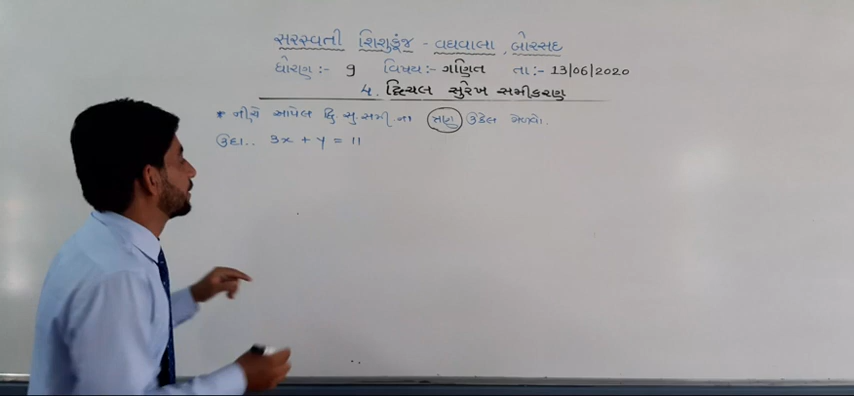 સરસ્વતી શિશુકુંજ - વઘવાલા, બોરસદ
ધોરણ :- 9 વિષય :- ગણિત તા :- 13/06/2020
4. દ્વિચલ સુરેખ સમીકરણ
* નીચે આપેલ દ્વિ.સુ.સમી.ના ત્રણ ઉકેલ મેળવો.
ઉદા.. 3x + y = 11